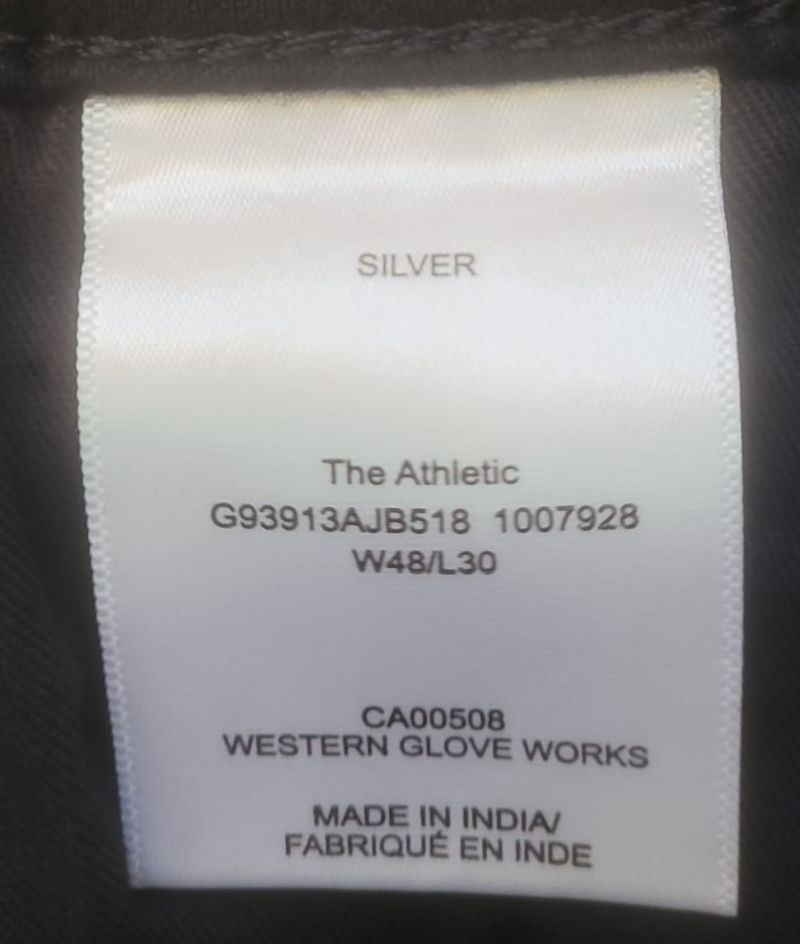 SILVER
The Athletic
G93913AJB518 1007928
W48/L30
CA00508
WESTERN GLOVE WORKS
MADE IN INDIA/
FABRIQUÉ EN INDE